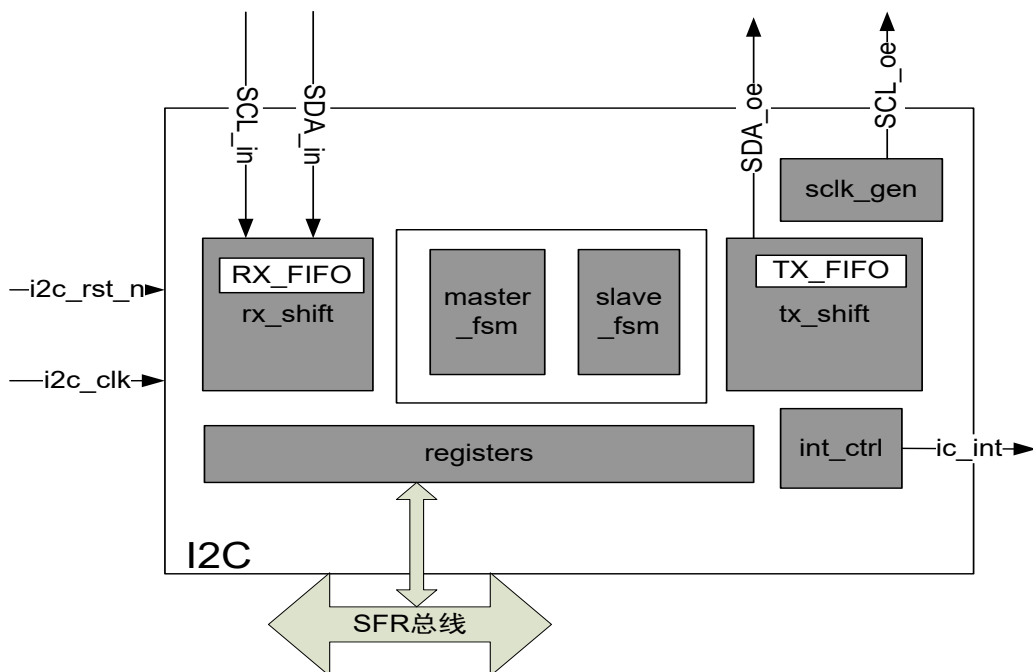 SCL_in
SDA_in
SDA_oe
SCL_oe
sclk_gen
i2c_rst_n
i2c_clk
RX_FIFO
rx_shift
master
_fsm
slave
_fsm
TX_FIFO
tx_shift
registers
int_ctrl
ic_int
I2C
SFR总线